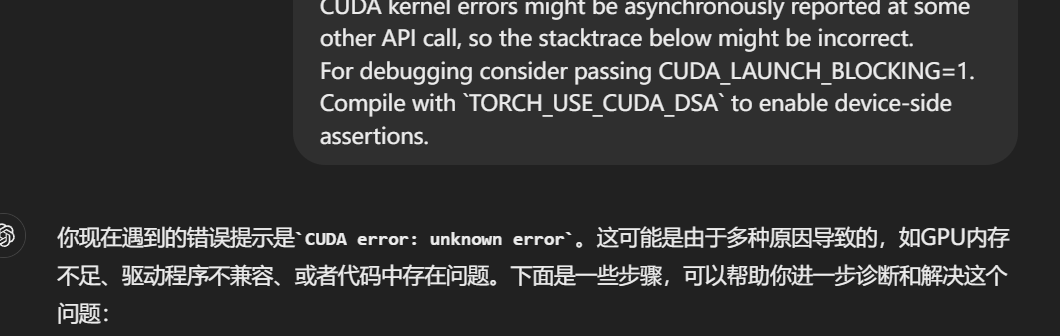 CUDA kernel errors might be asynchronously reported at some
other API call, so the stacktrace below might be incorrect.
For debugging consider passing CUDA_LAUNCH_BLOCKING=1.
Compile with `TORCH_USE_CUDA_DSA` to enable device-side
assertions.
你现在遇到的错误提示是`CUDA error: unknown error`。这可能是由于多种原因导致的，如GPU内存
不足、驱动程序不兼容、或者代码中存在问题。下面是一些步骤，可以帮助你进一步诊断和解决这个
问题：